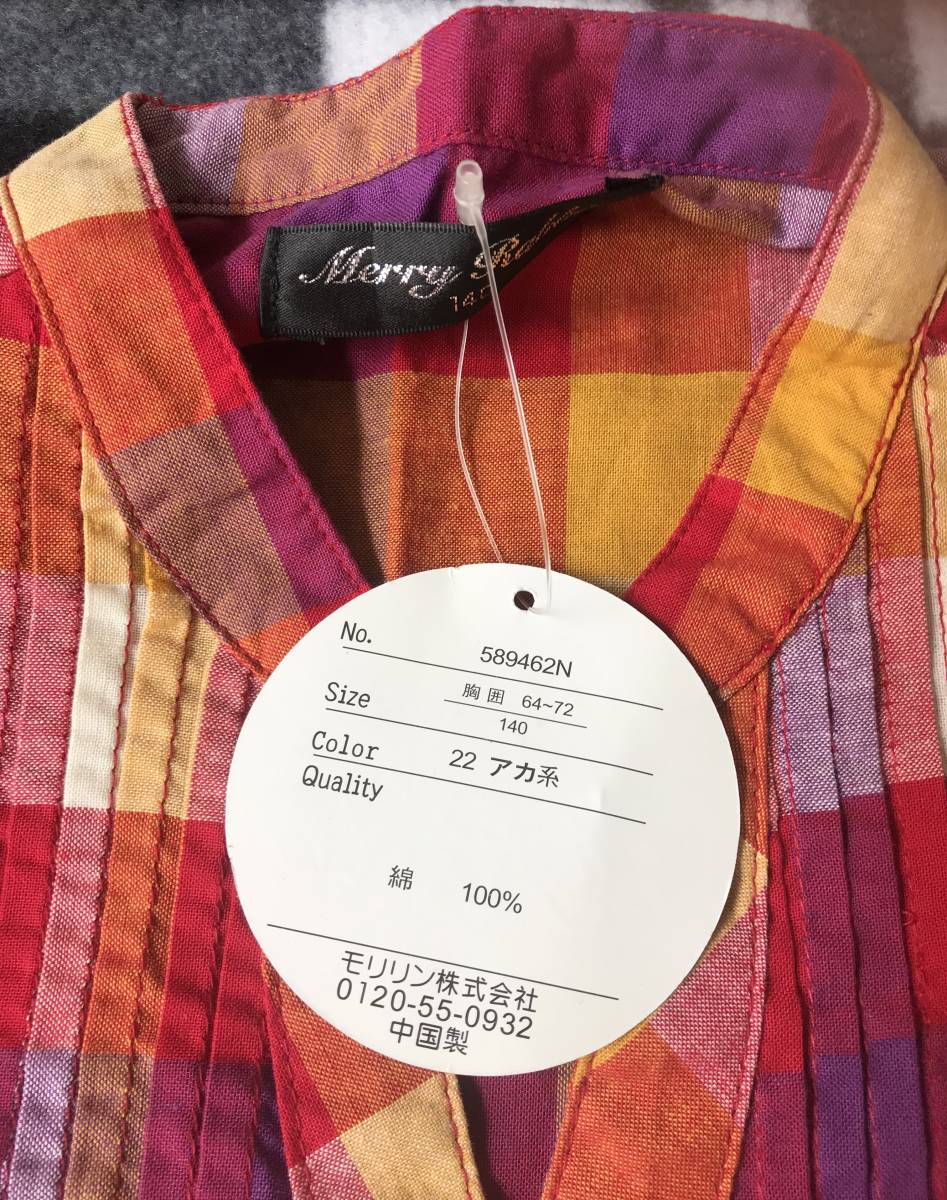 Merry
No. 589462N
Size 胸囲 64~72
140
Color 22 アカ系
Quality
綿 100%
モリリン株式会社
0120-55-0932
中国製